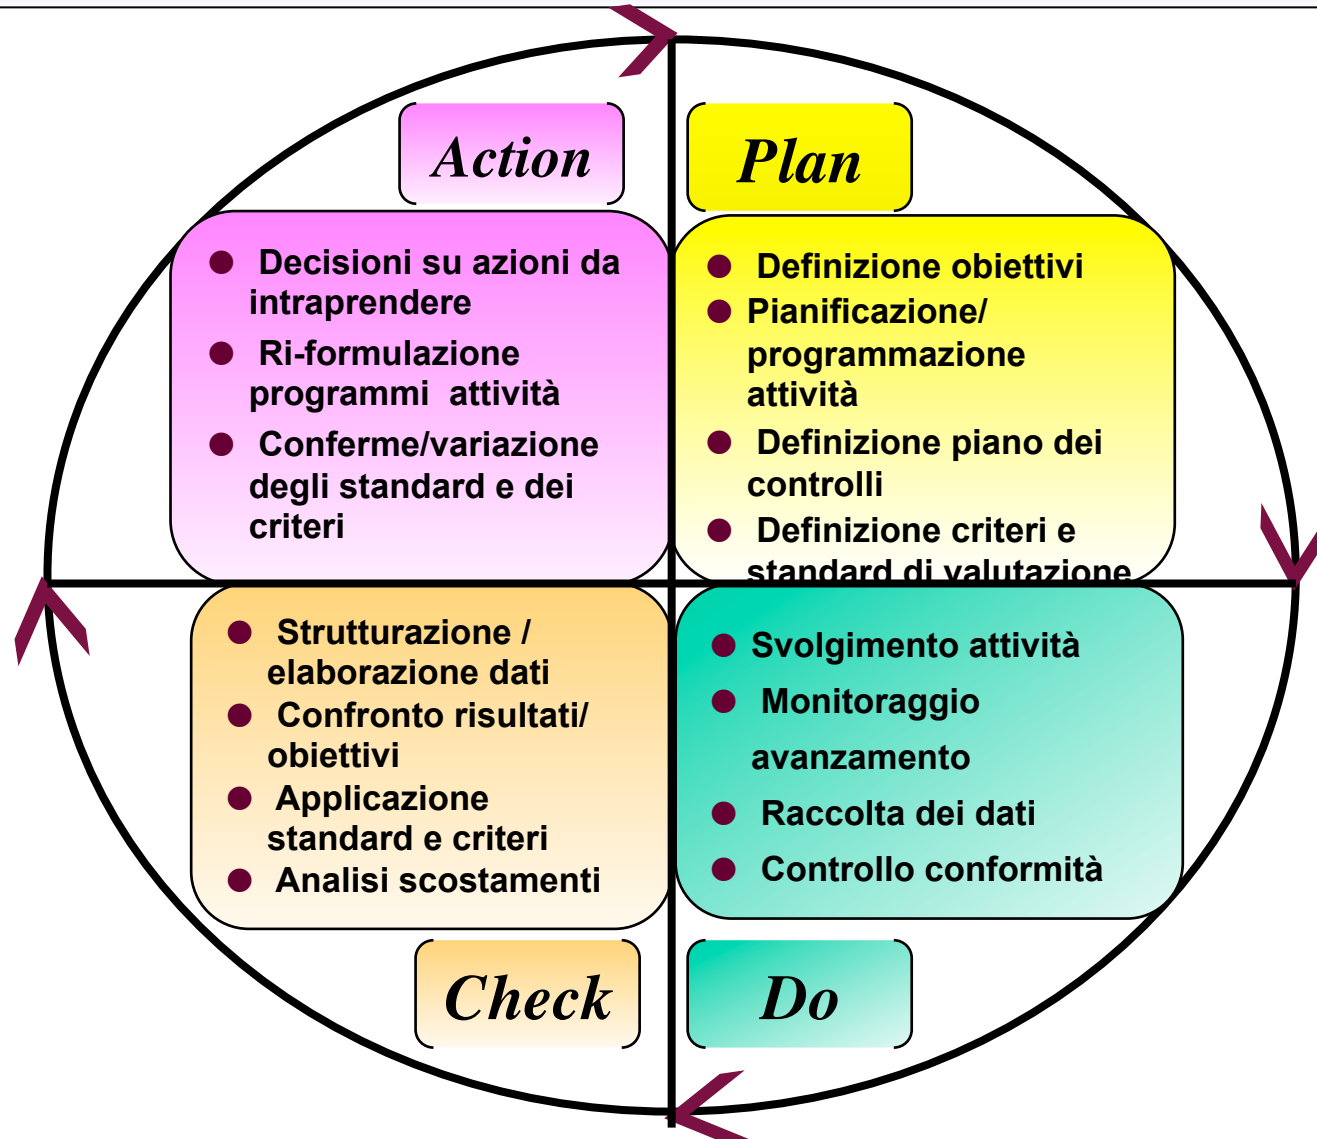 Action
Decisioni su azioni da
intraprendere
Ri-formulazione
programmi attività
Conferme/variazione
degli standard e dei
criteri
Plan
Definizione obiettivi
Pianificazione/
programmazione
attività
Definizione piano dei
controlli
Definizione criteri e
standard di valutazione
Strutturazione /
elaborazione dati
Confronto risultati/
obiettivi
Applicazione
standard e criteri
Analisi scostamenti
Check
Svolgimento attività
Monitoraggio
avanzamento
Raccolta dei dati
Controllo conformità
Do